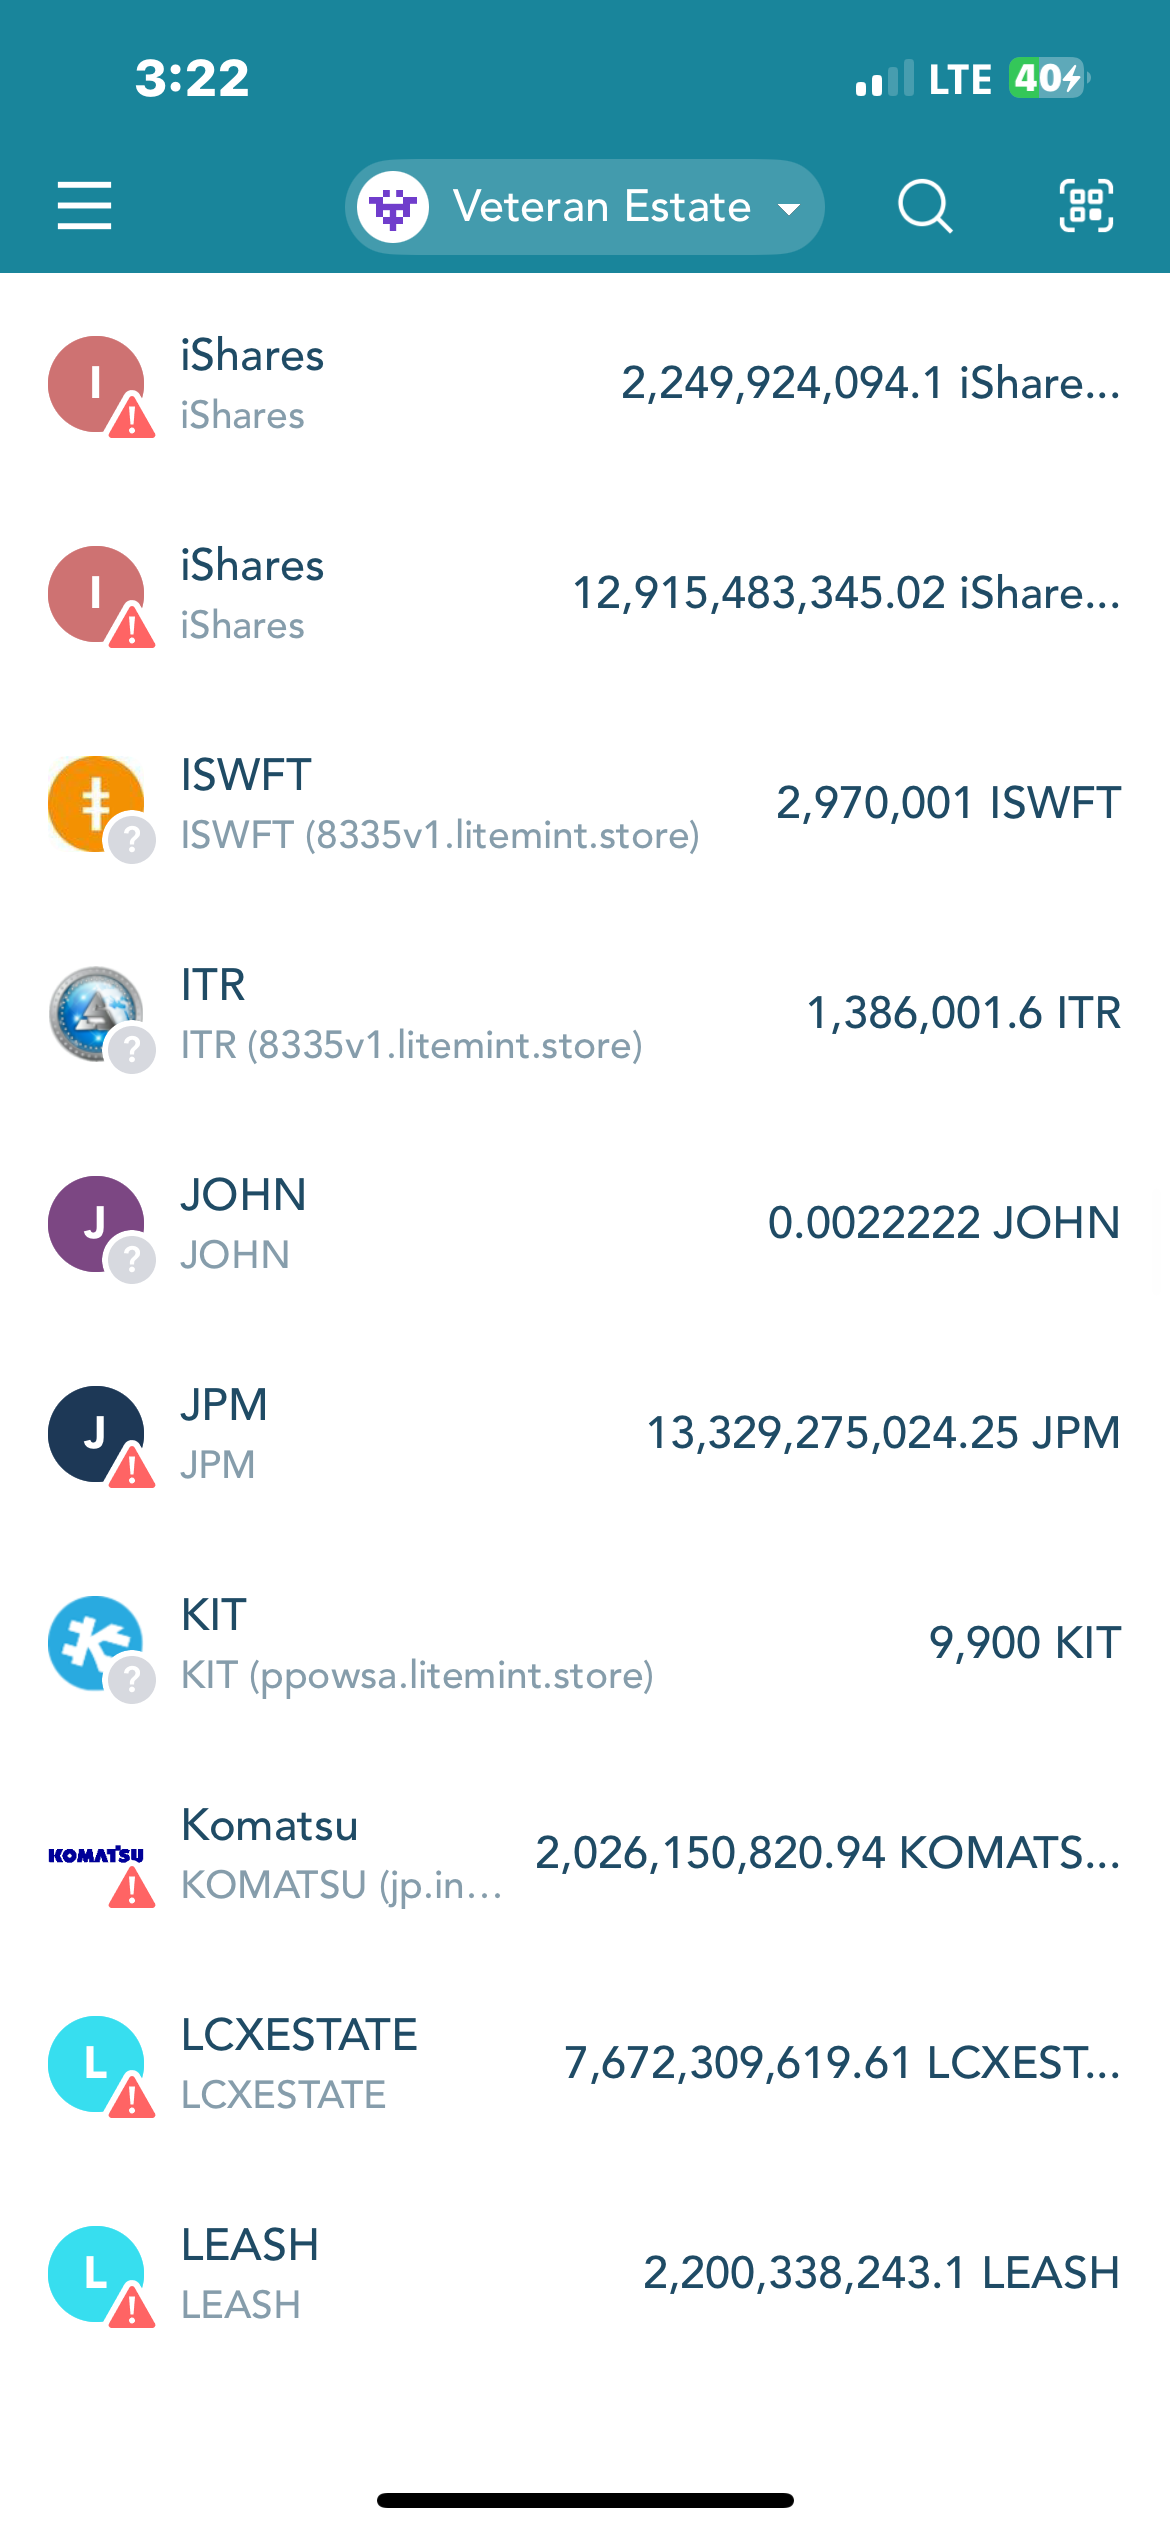 3:22
LTE 40
Veteran Estate
I
iShares
iShares
2,249,924,094.1 iShare...
I
iShares
iShares
12,915,483,345.02 iShare...
ISWFT
ISWFT (8335v1.litemint.store)
2,970,001 ISWFT
ITR
ITR (8335v1.litemint.store)
1,386,001.6 ITR
J
JOHN
JOHN
0.0022222 JOHN
J
JPM
JPM
13,329,275,024.25 JPM
KIT
KIT (ppowsa.litemint.store)
9,900 KIT
KOMATSU
Komatsu
KOMATSU (jp.in...
2,026,150,820.94 KOMATS...
L
LCXESTATE
LCXESTATE
7,672,309,619.61 LCXEST...
L
LEASH
LEASH
2,200,338,243.1 LEASH